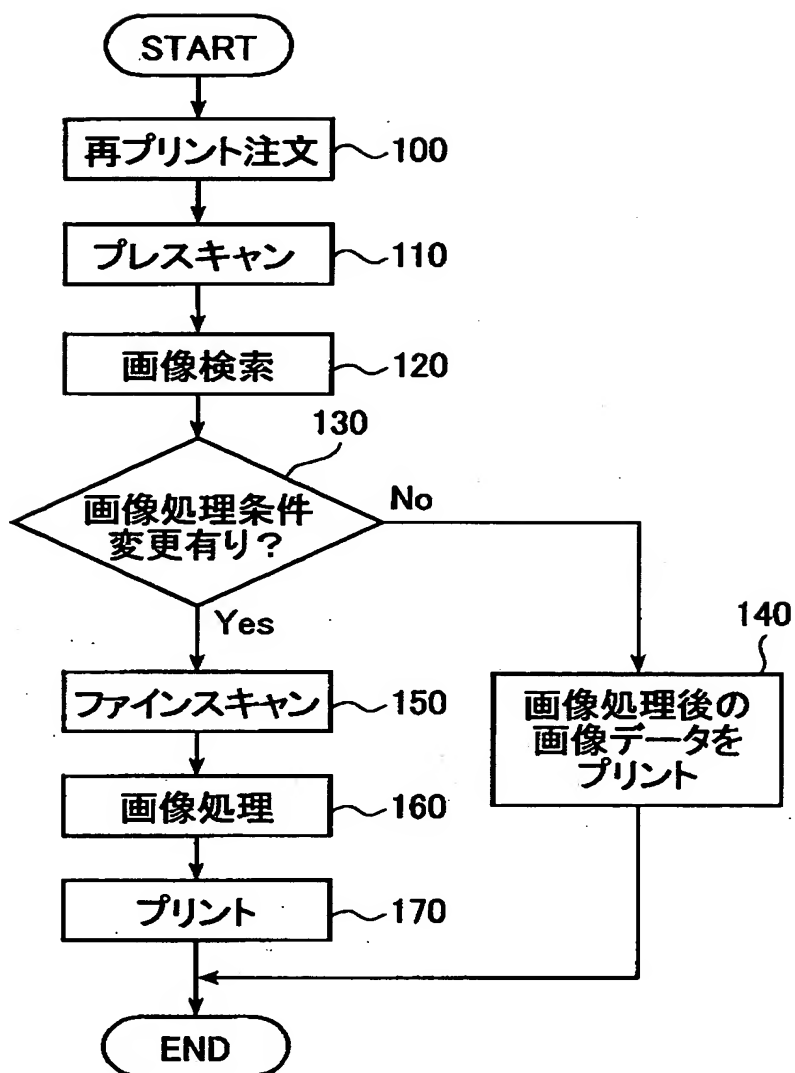 START
再プリント注文
100
プレスキャン
110
画像検索
120
130
画像処理条件
変更有り?
No
Yes
140
画像処理後の
画像データを
プリント
ファインスキャン
150
画像処理
160
プリント
170
END